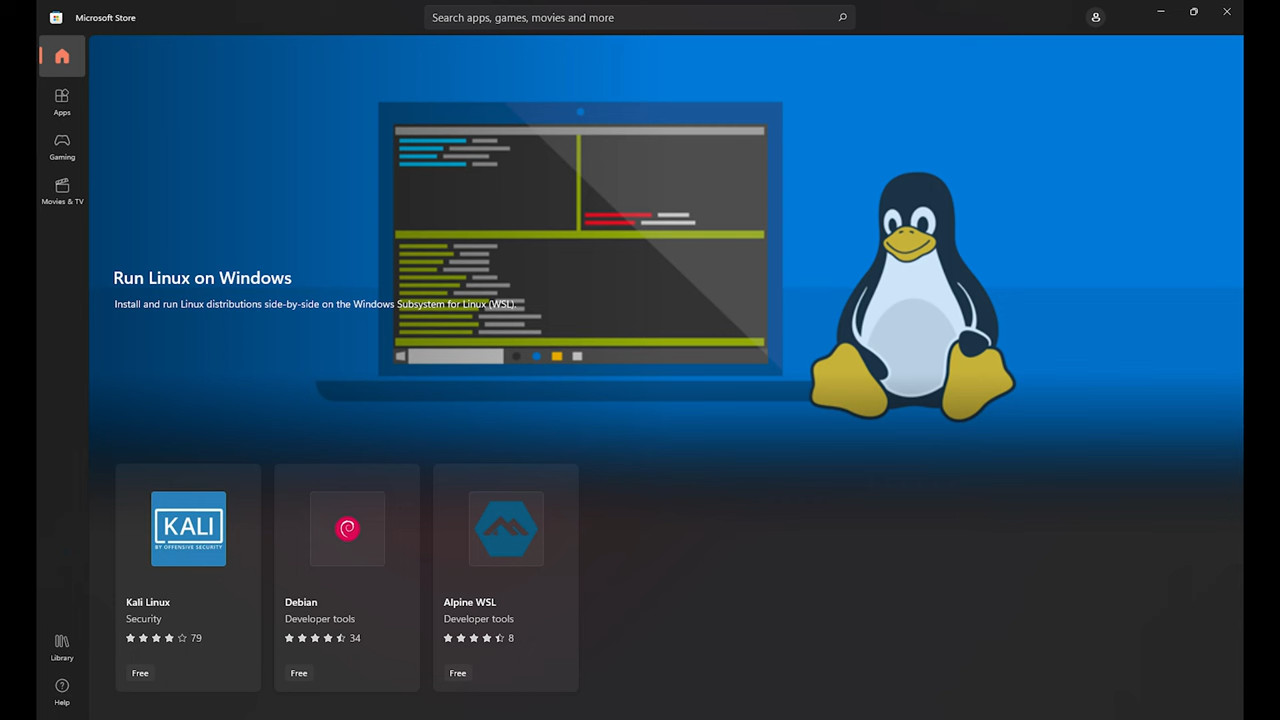 Microsoft Store
Search apps, games, movies and more
Apps
Gaming
Movies & TV
Run Linux on Windows
Install and run Linux distributions side-by-side on the Windows Subsystem for Linux (WSL).
KALI
BY OFFENSIVE SECURITY
Kali Linux
Security
79
Free
Debian
Developer tools
34
Free
Alpine WSL
Developer tools
8
Free
Library
Help